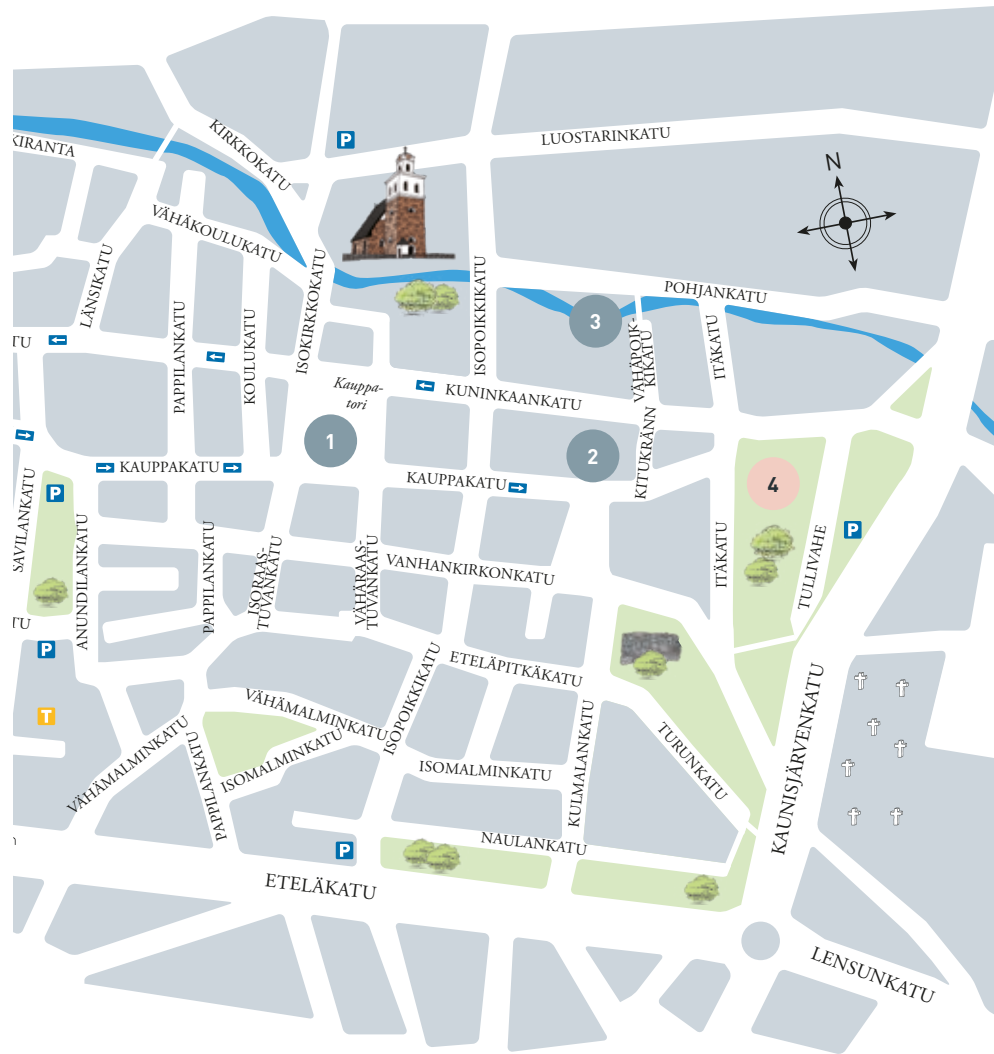 P
KIRKKOKATU
LUOSTARINKATU
KIRANTA
N
VÄHÄKOULUKATU
LÄNSIKATU
ISOKIRKKOKATU
ISOPOIKKIKATU
POHJANKATU
3
PAPPILANKATU
KOULUKATU
VÄHÄPOIK-
KIKATU
ITÄKATU
TU
Kauppa-
tori
KUNINKAANKATU
1
2
KITUKRÄNN
4
KAUPPAKATU
KAUPPAKATU
SAVILANKATU
P
ANUNDILANKATU
PAPPILANKATU
ISORAAS-
TUVANKATU
VÄHÄRAAS-
TUVANKATU
VANHANKIRKONKATU
ITÄKATU
TULLIVAHE
P
TU
P
T
ETELÄPITKÄKATU
ISOPOIKKIKATU
VÄHÄMALMINKATU
ISOMALMINKATU
VÄHÄMALMINKATU
PAPPILANKATU
ISOMALMINKATU
KULMALANKATU
TURUNKATU
KAUNISJÄRVENKATU
NAULANKATU
P
ETELÄKATU
LENSUNKATU